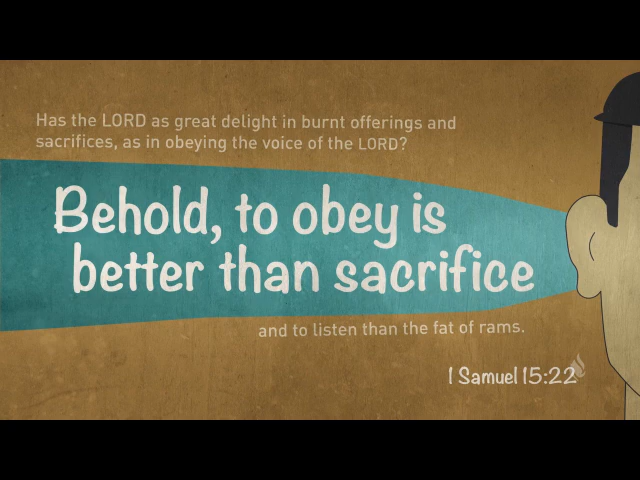 Has the LORD as great delight in burnt offerings and
sacrifices, as in obeying the voice of the LORD?
Behold, to obey is
better than sacrifice
and to listen than the fat of rams.
1 Samuel 15:22